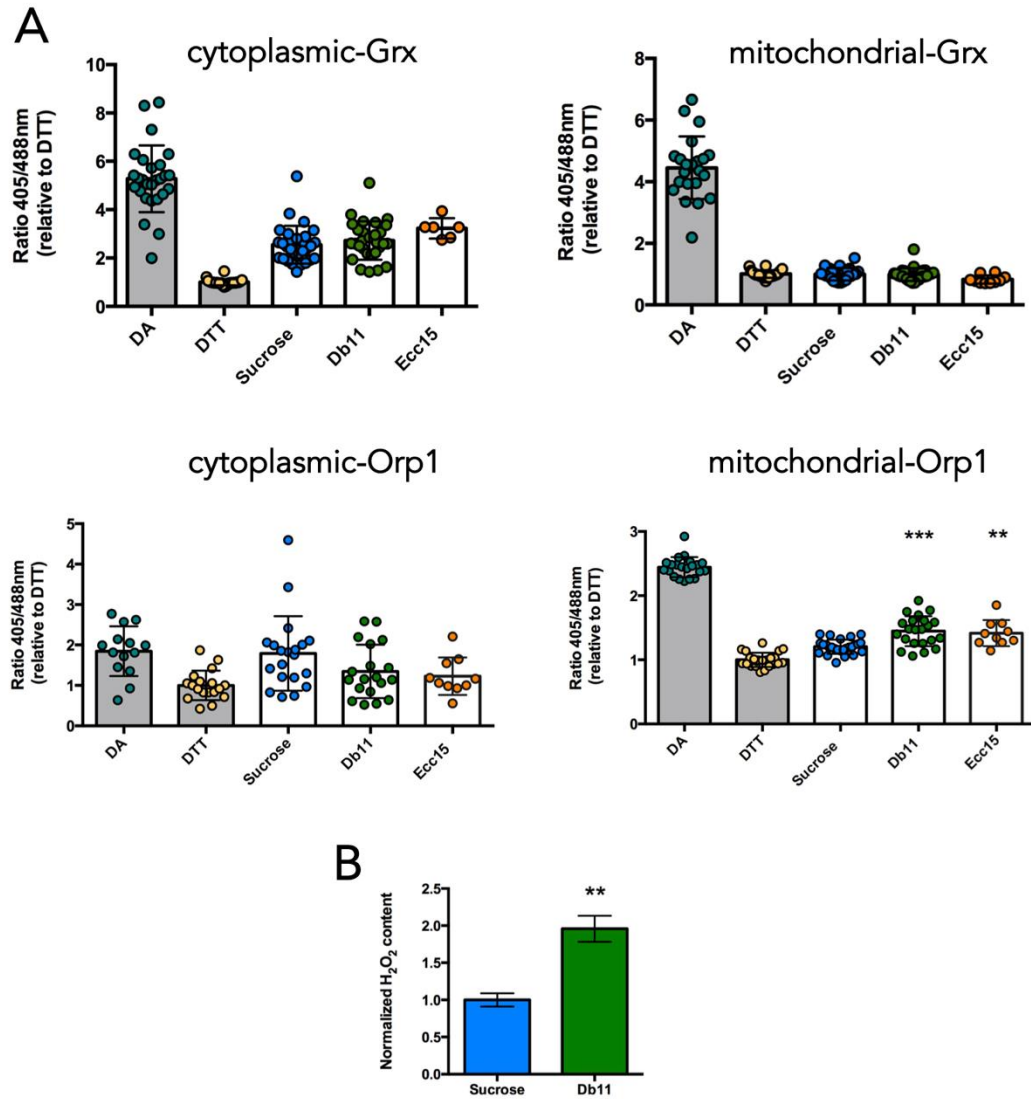 A
cytoplasmic-Grx
Ratio 405/488nm
(relative to DTT)
10
8
6
4
2
0
DA
DTT
Sucrose
Db11
Ecc15
mitochondrial-Grx
Ratio 405/488nm
(relative to DTT)
8
6
4
2
0
DA
DTT
Sucrose
Db11
Ecc15
cytoplasmic-Orp1
Ratio 405/488nm
(relative to DTT)
5
4
3
2
1
0
DA
DTT
Sucrose
Db11
Ecc15
mitochondrial-Orp1
Ratio 405/488nm
(relative to DTT)
3
2
1
0
*** **
DA
DTT
Sucrose
Db11
Ecc15
B
Normalized H₂O₂ content
2.5
2.0
1.5
1.0
0.5
0.0
**
Sucrose Db11